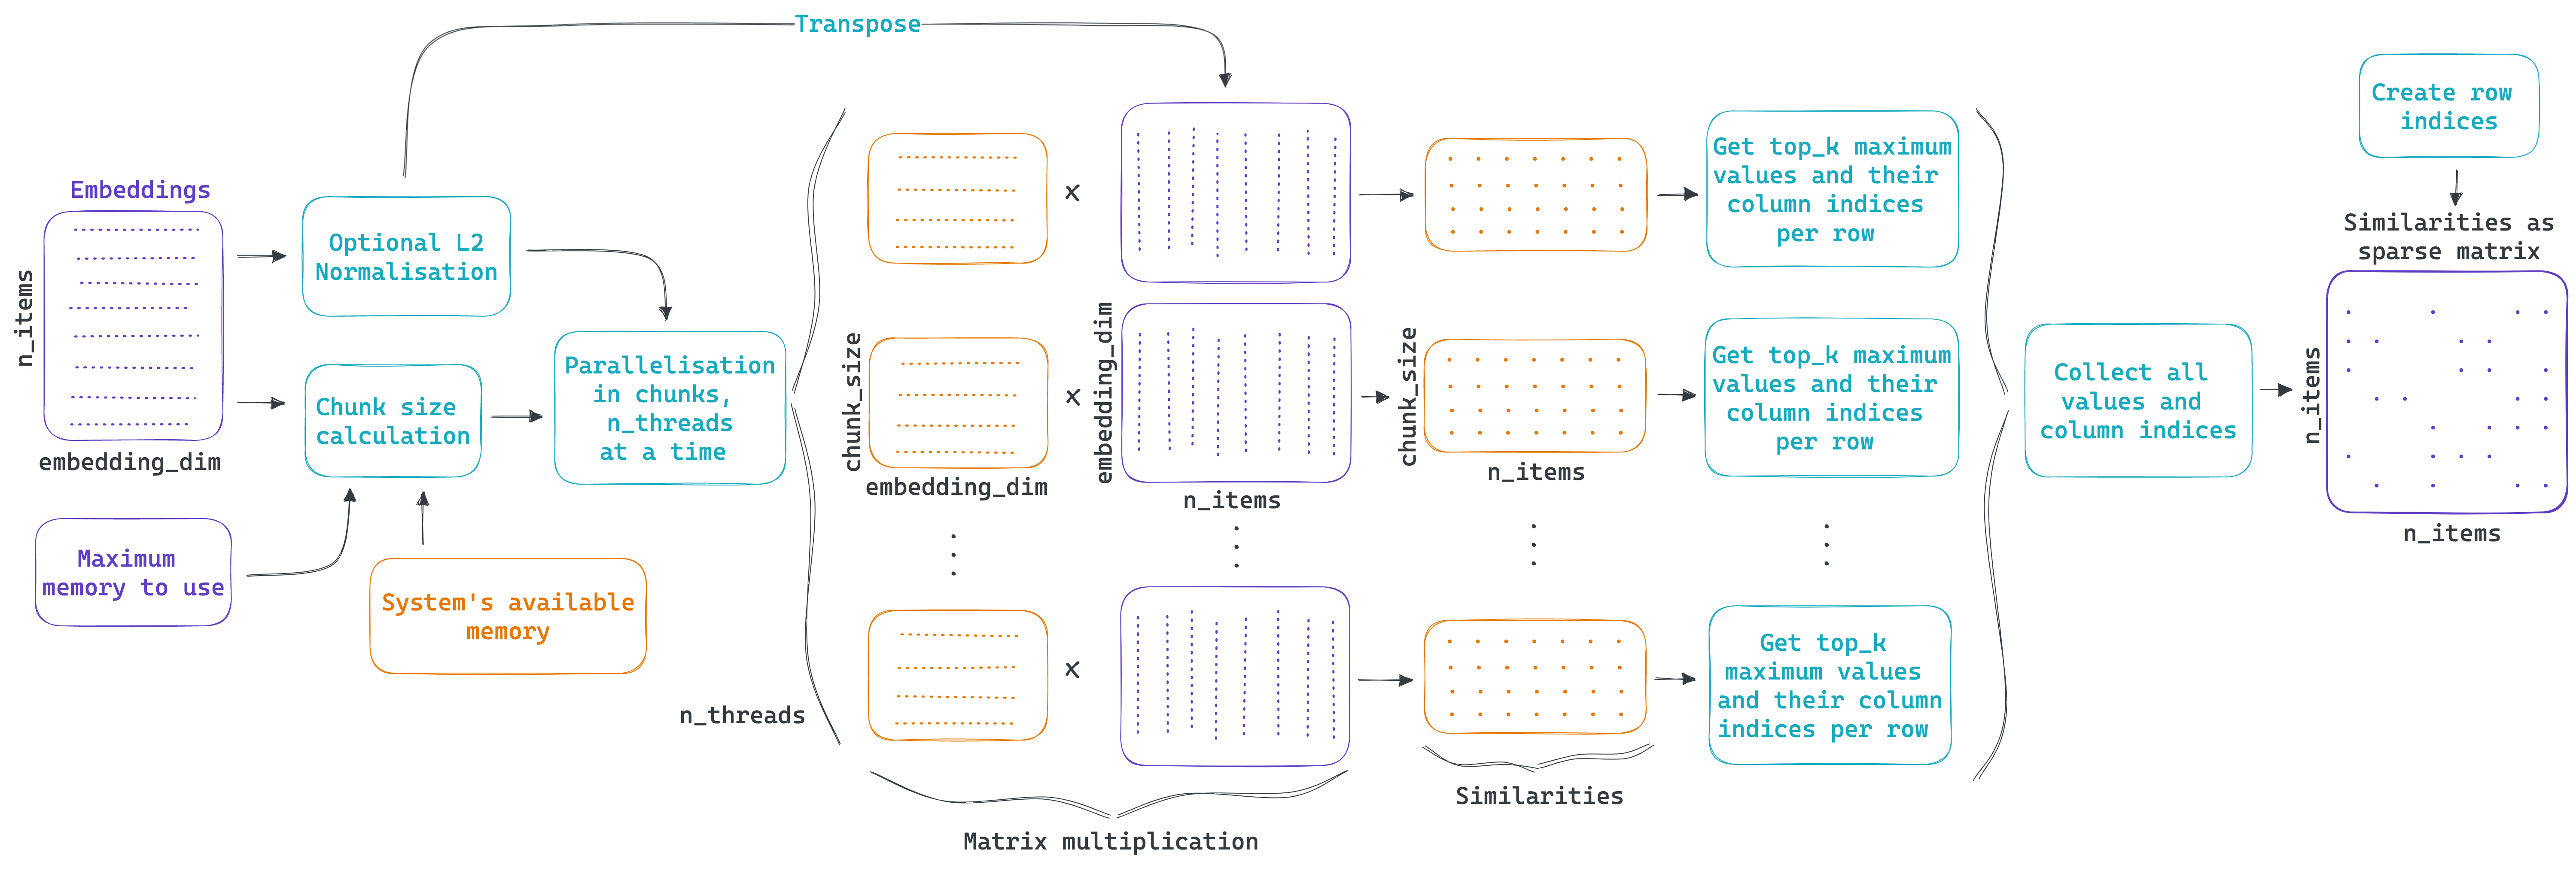 Transpose
Embeddings
n_items
embedding_dim
Optional L2
Normalisation
Chunk size
calculation
Maximum
memory to use
System's available
memory
Parallelisation
in chunks,
n_threads
at a time
n_threads
chunk_size
embedding_dim
x
x
x
embedding_dim
n_items
Matrix multiplication
chunk_size
n_items
Similarities
Get top_k maximum
values and their
column indices
per row
Get top_k maximum
values and their
column indices
per row
Get top_k
maximum values
and their column
indices per row
Collect all
values and
column indices
Create row
indices
Similarities as
sparse matrix
n_items
n_items